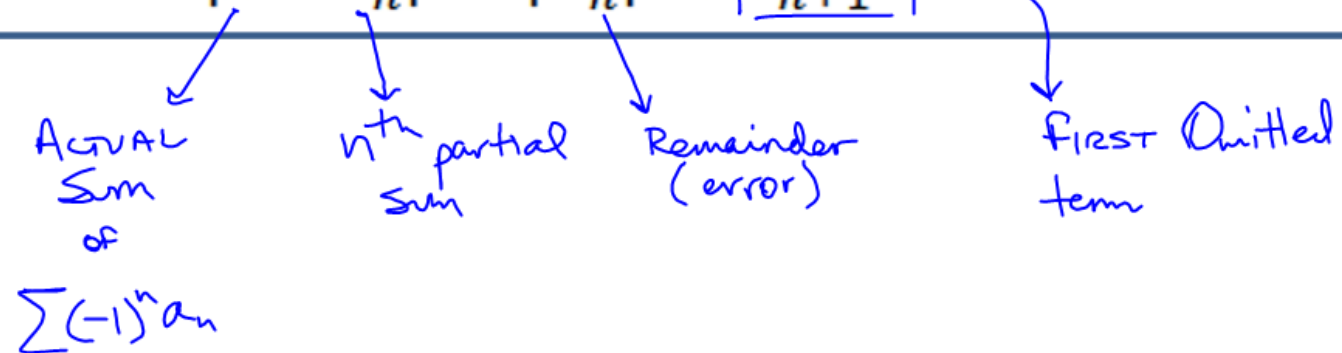 ACTUAL
Sum
of
∑(-1)ⁿaₙ
nᵗʰ partial
sum
Remainder
(error)
FIRST Omitted
term